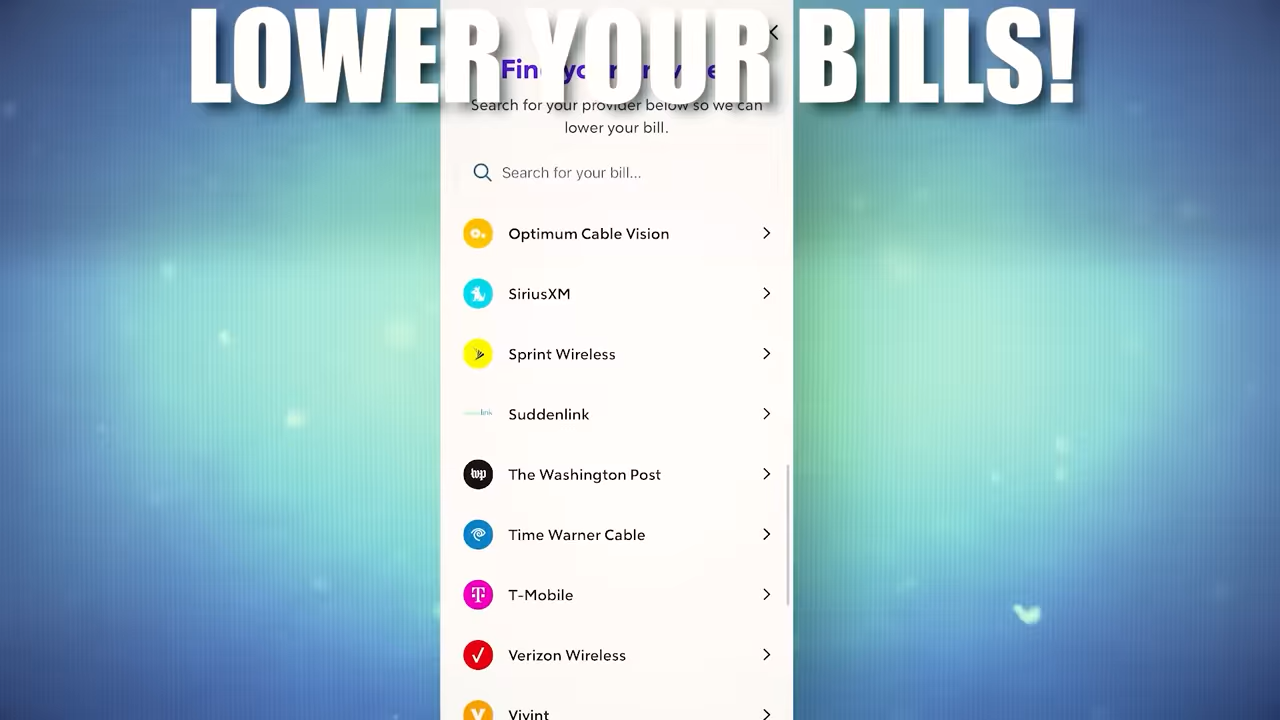 LOWER YOUR BILLS!
Search for your provider below so we can
lower your bill.
Search for your bill...
Optimum Cable Vision
SiriusXM
Sprint Wireless
Suddenlink
wp The Washington Post
Time Warner Cable
T T-Mobile
Verizon Wireless
Vivint